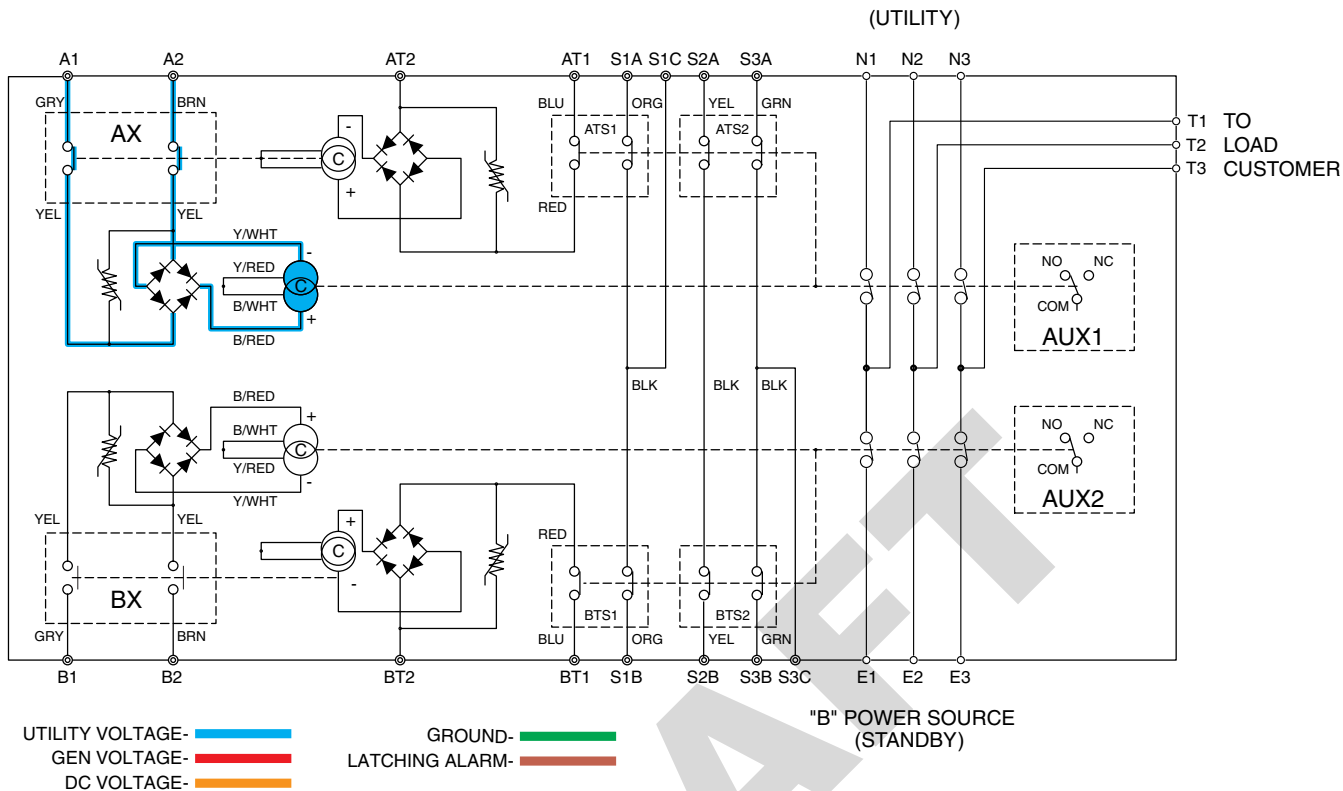 (UTILITY)
A1 A2 AT2 AT1 S1A S1C S2A S3A N1 N2 N3
GRY BRN BLU ORG YEL GRN
AX - ATS1 ATS2 T1 TO
C T2 LOAD
+ T3 CUSTOMER
YEL YEL RED
Y/WHT
-
Y/RED NO NC
C
B/WHT COM
+ AUX1
B/RED
BLK BLK BLK
B/RED
+
B/WHT NO NC
C
Y/RED COM
-
Y/WHT AUX2
YEL YEL + RED
C
BX - BTS1 BTS2
GRY BRN BLU ORG YEL GRN
B1 B2 BT2 BT1 S1B S2B S3B S3C E1 E2 E3
"B" POWER SOURCE
(STANDBY)
UTILITY VOLTAGE- GROUND-
GEN VOLTAGE- LATCHING ALARM-
DC VOLTAGE-
AFT